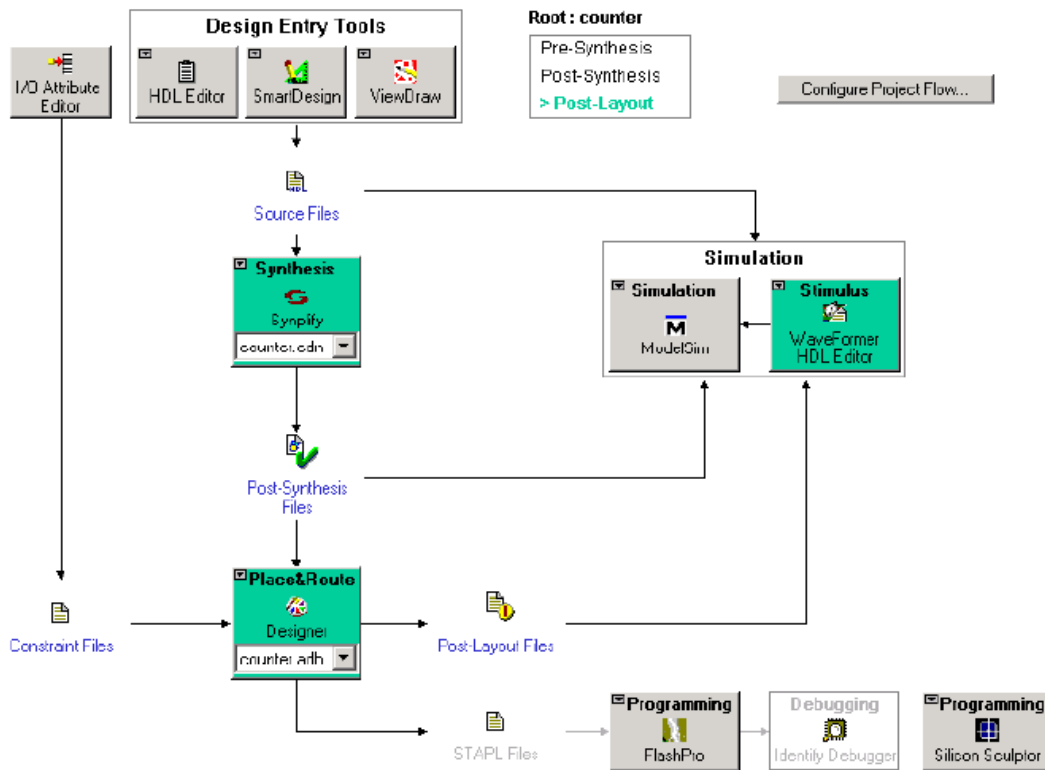 Design Entry Tools
I/O Attribute
Editor
HDL Editor
SmartDesign
ViewDraw
Root : counter
Pre-Synthesis
Post-Synthesis
> Post-Layout
Configure Project Flow...
HDL
Source Files
Synthesis
Synplify
counter.edn
Simulation
Simulation
M
ModelSim
Stimulus
WaveFormer
HDL Editor
Post-Synthesis
Files
Place&Route
Designer
counter.adb
Constraint Files
Post-Layout Files
STAPL Files
Programming
FlashPro
Debugging
Identify Debugger
Programming
Silicon Sculptor